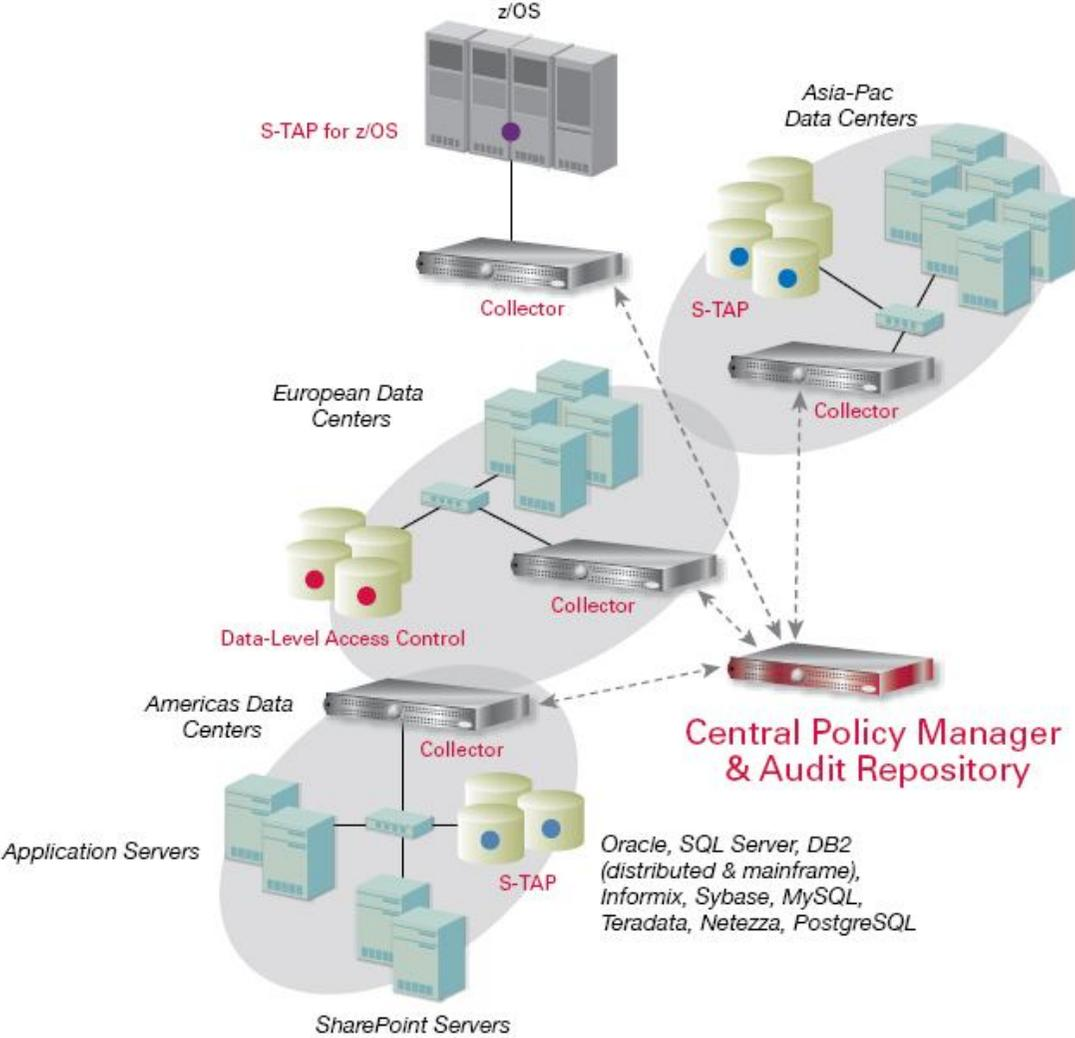 z/OS
S-TAP for z/OS
Collector
Asia-Pac
Data Centers
S-TAP
Collector
European Data
Centers
Collector
Data-Level Access Control
Americas Data
Centers
Collector
Central Policy Manager
& Audit Repository
Application Servers
S-TAP
Oracle, SQL Server, DB2
(distributed & mainframe),
Informix, Sybase, MySQL,
Teradata, Netezza, PostgreSQL
SharePoint Servers